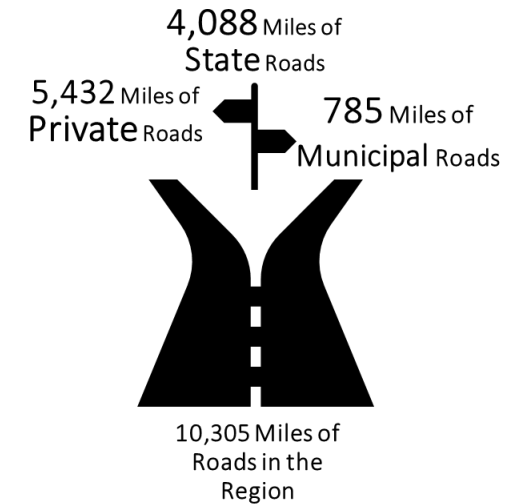 4,088 Miles of
State Roads
5,432 Miles of
Private Roads
785 Miles of
Municipal Roads
10,305 Miles of
Roads in the
Region